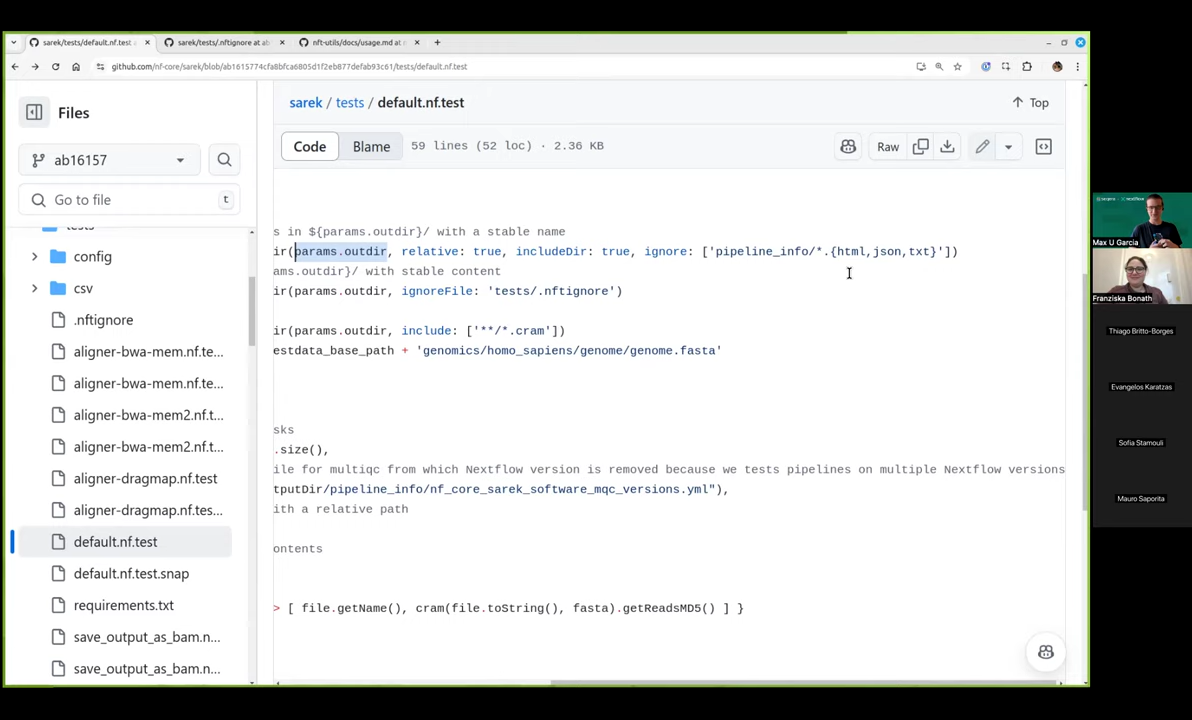 sarek/tests/default.nf.test
sarek/tests/.nftignore at ab
nft-utils/docs/usage.md at
github.com/nf-core/sarek/blob/ab1615774cfa8bfca6805d1f2eb877defab93c61/tests/default.nf.test
Files
sarek / tests / default.nf.test
Top
ab16157
Code
Blame
59 lines (52 loc) · 2.36 KB
Raw
Go to file
t
tests
config
csv
.nftignore
aligner-bwa-mem.nf.te...
aligner-bwa-mem.nf.te...
aligner-bwa-mem2.nf.t...
aligner-bwa-mem2.nf.t...
aligner-dragmap.nf.test
aligner-dragmap.nf.tes...
default.nf.test
default.nf.test.snap
requirements.txt
save_output_as_bam.n...
save_output_as_bam.n...
s in ${params.outdir}/ with a stable name
ir(params.outdir, relative: true, includeDir: true, ignore: ['pipeline_info/*.{html,json,txt}'])
ams.outdir}/ with stable content
ir(params.outdir, ignoreFile: 'tests/.nftignore')
ir(params.outdir, include: ['**/*.cram'])
estdata_base_path + 'genomics/homo_sapiens/genome/genome.fasta'
sks
.size(),
ile for multiqc from which Nextflow version is removed because we tests pipelines on multiple Nextflow versions
tputDir/pipeline_info/nf_core_sarek_software_mqc_versions.yml"),
ith a relative path
ontents
> [ file.getName(), cram(file.toString(), fasta).getReadsMD5() ] }
nextflow
Max U Garcia
Franziska Bonath
Thiago Britto-Borges
Evangelos Karatzas
Sofia Stamouli
Mauro Saporita